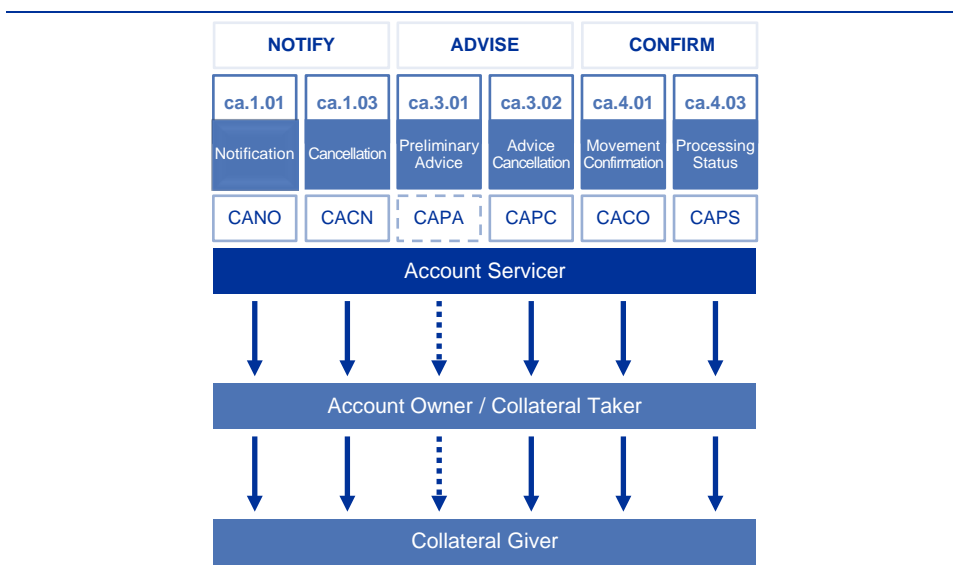 NOTIFY ADVISE CONFIRM
ca.1.01 ca.1.03 ca.3.01 ca.3.02 ca.4.01 ca.4.03
Notification Cancellation Preliminary Advice Advice Cancellation Movement Confirmation Processing Status
CANO CACN CAPA CAPC CACO CAPS
Account Servicer
Account Owner / Collateral Taker
Collateral Giver